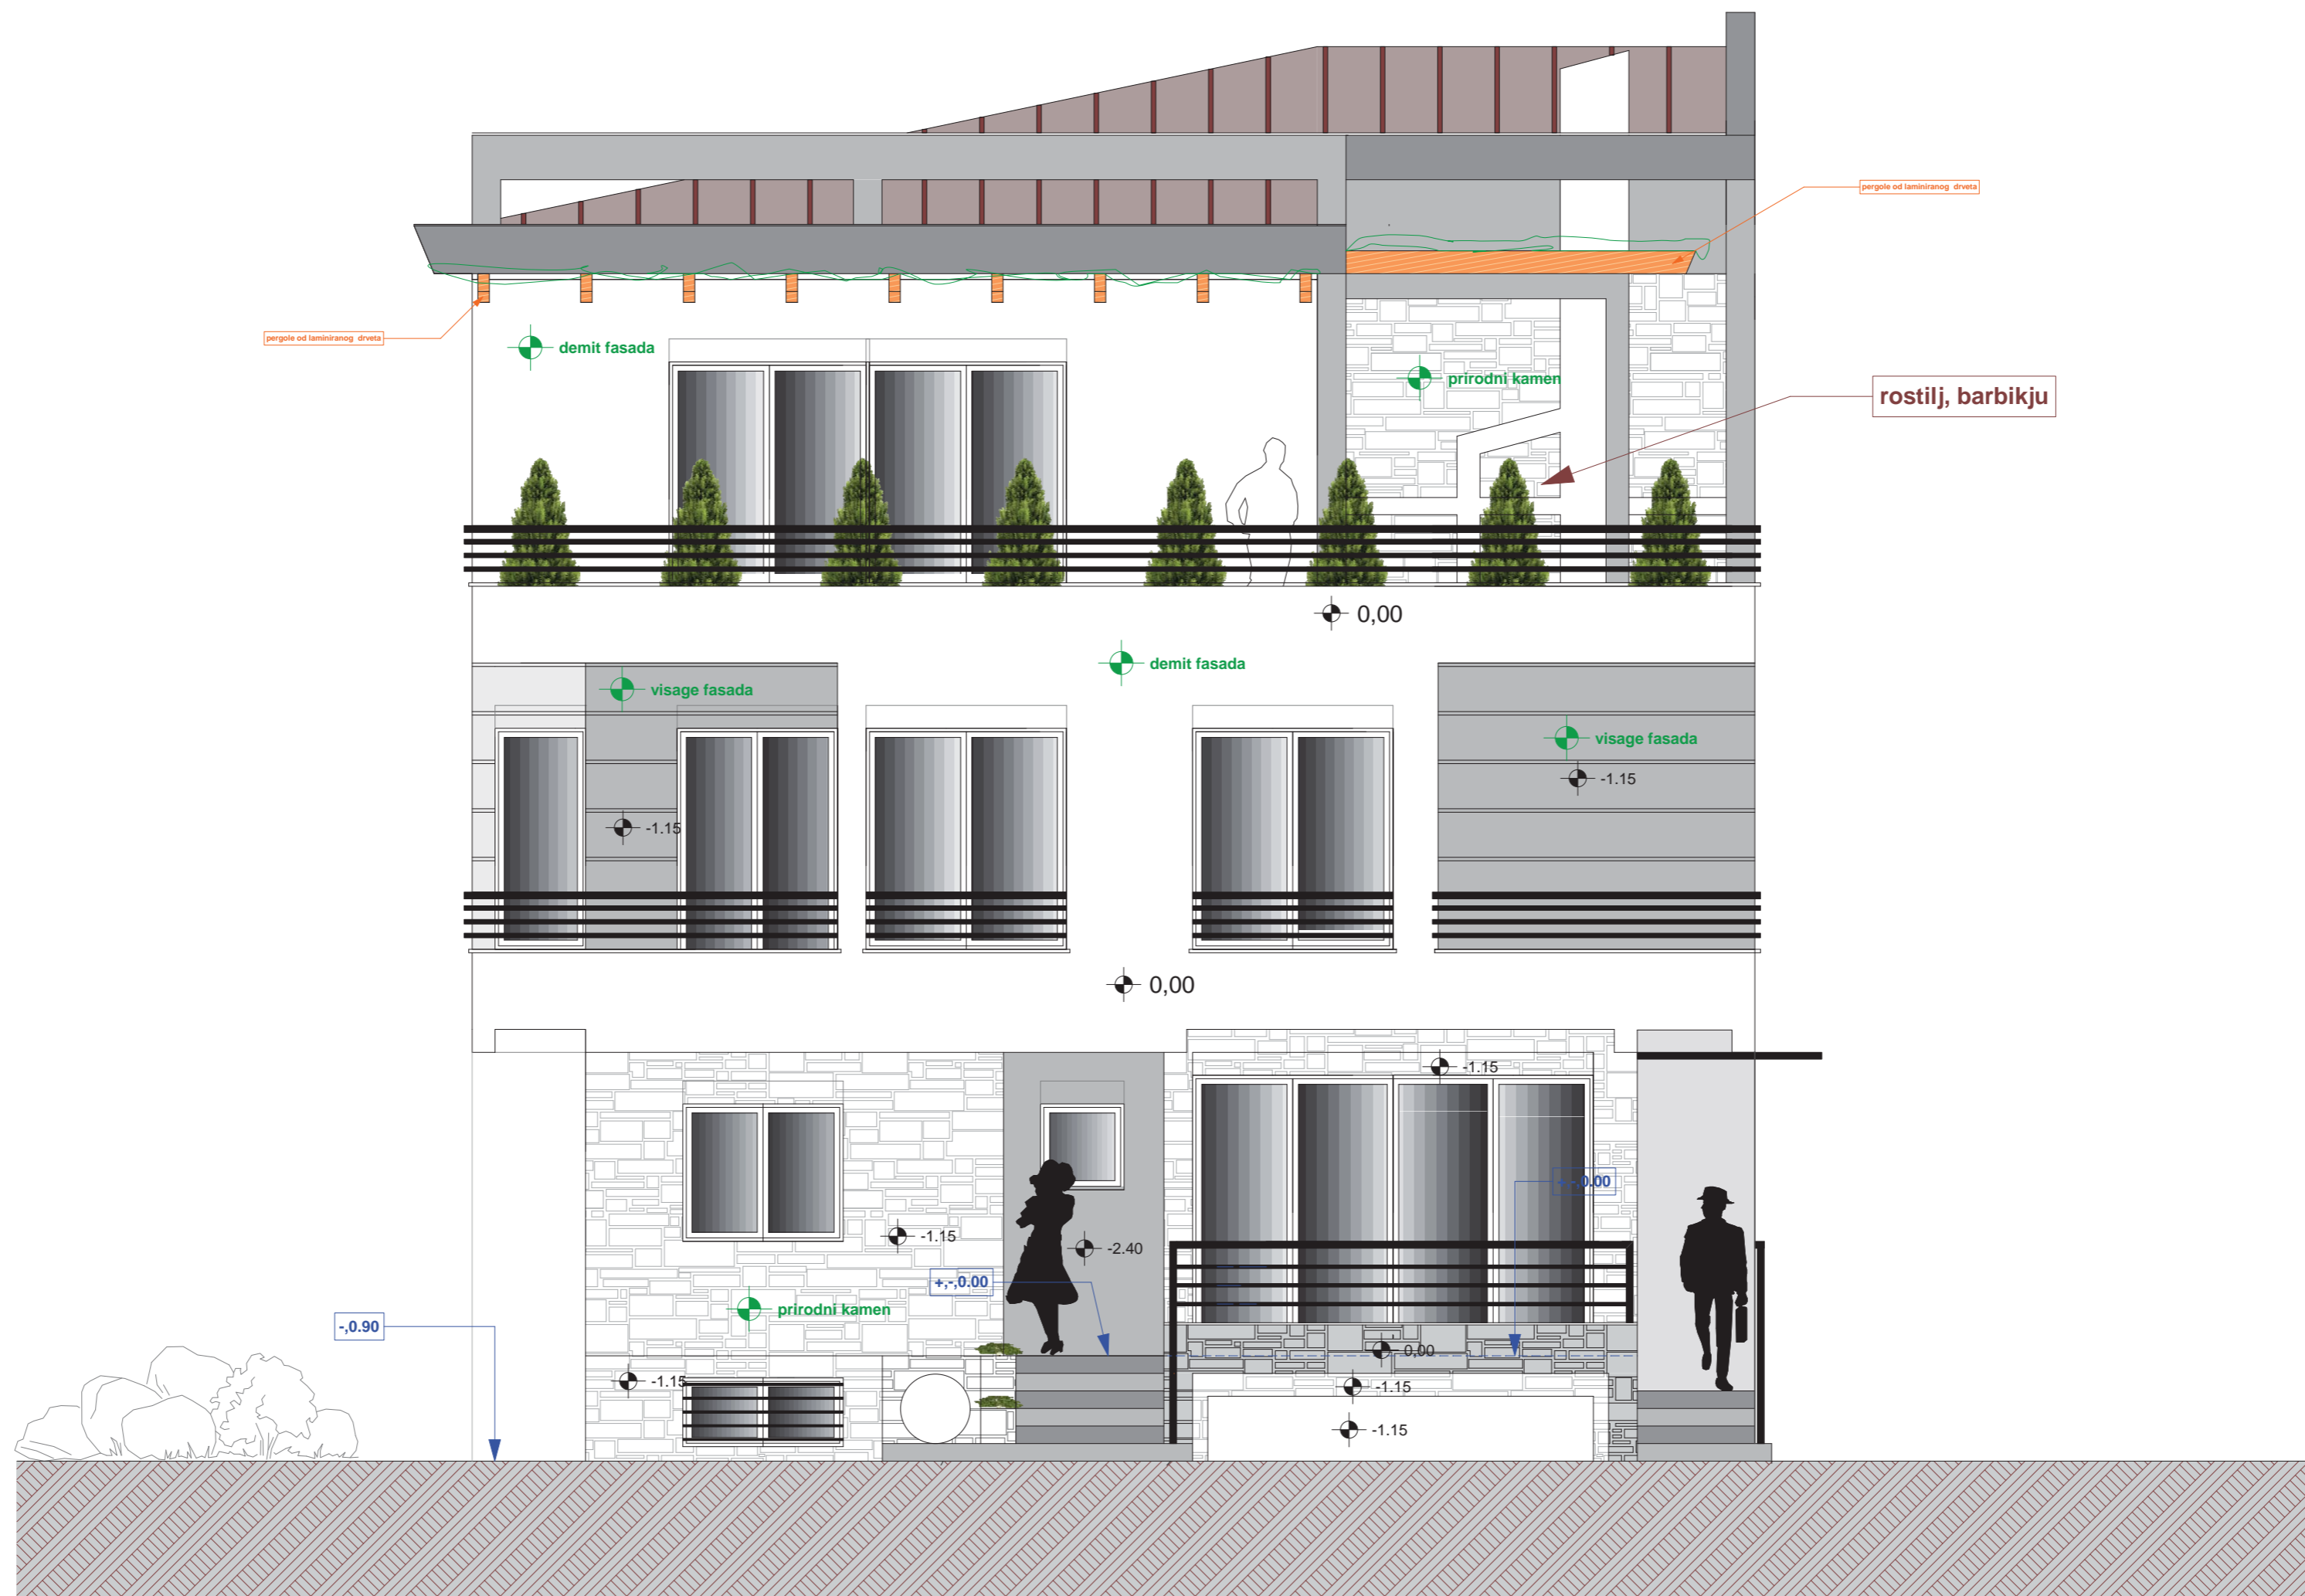 pergole od laminiranog drveta
pergole od laminiranog drveta
demit fasada
prirodni kamen
rostilj, barbikju
0,00
demit fasada
visage fasada
visage fasada
-1.15
-1.15
0,00
-1.15
+,-,0.00
-1.15
-2.40
+,-,0.00
prirodni kamen
-,0.90
0,00
-1.15
-1.15
-1.15